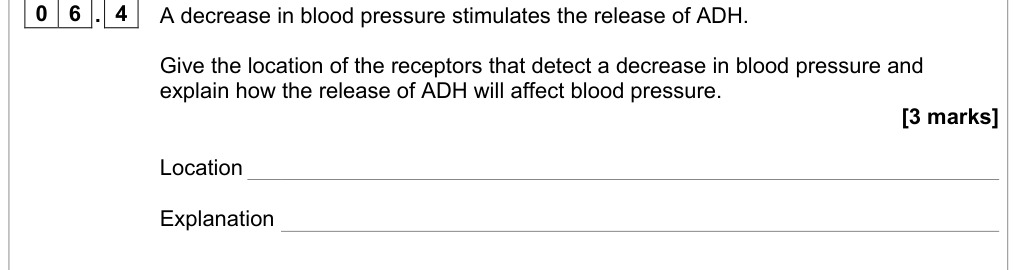 0 6 . 4 A decrease in blood pressure stimulates the release of ADH.
Give the location of the receptors that detect a decrease in blood pressure and
explain how the release of ADH will affect blood pressure.
[3 marks]
Location
Explanation